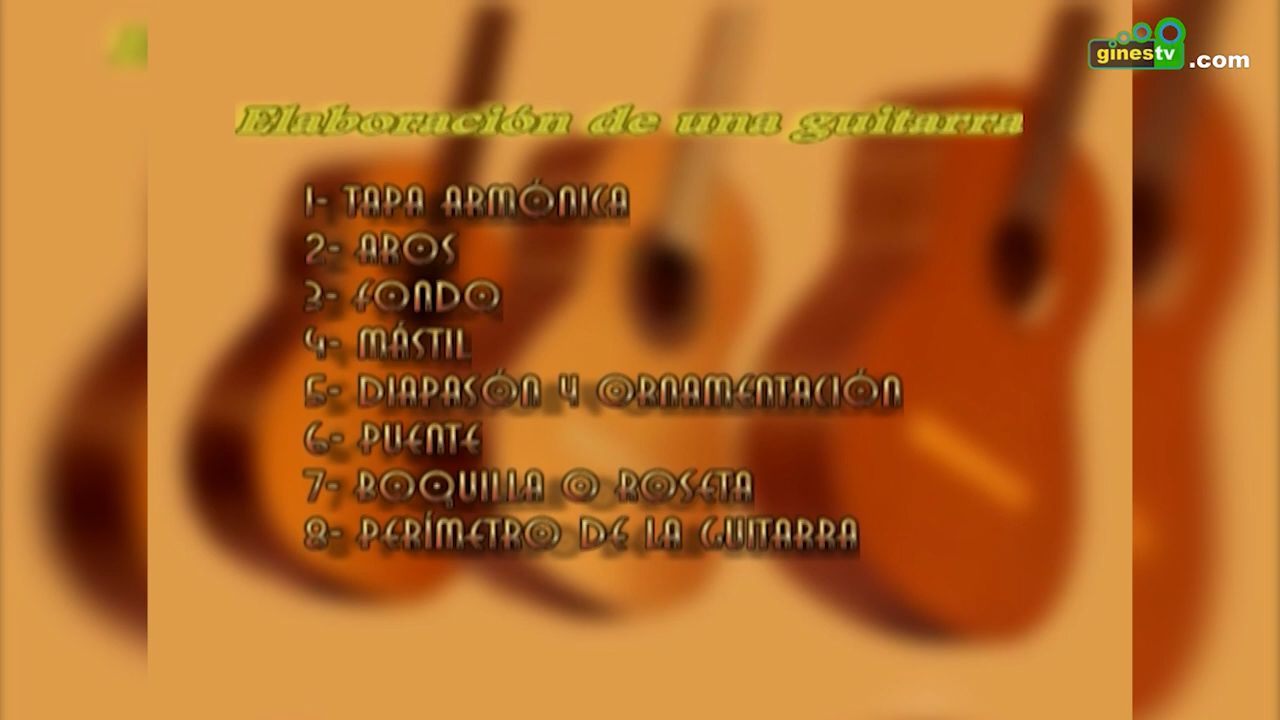 ginestv.com
Elaboración de una guitarra
1- TAPA ARMÓNICA
2- AROS
3- FONDO
4- MÁSTIL
5- DIAPASÓN Y ORNAMENTACIÓN
6- PUENTE
7- BOQUILLA O ROSETA
8- PERÍMETRO DE LA GUITARRA